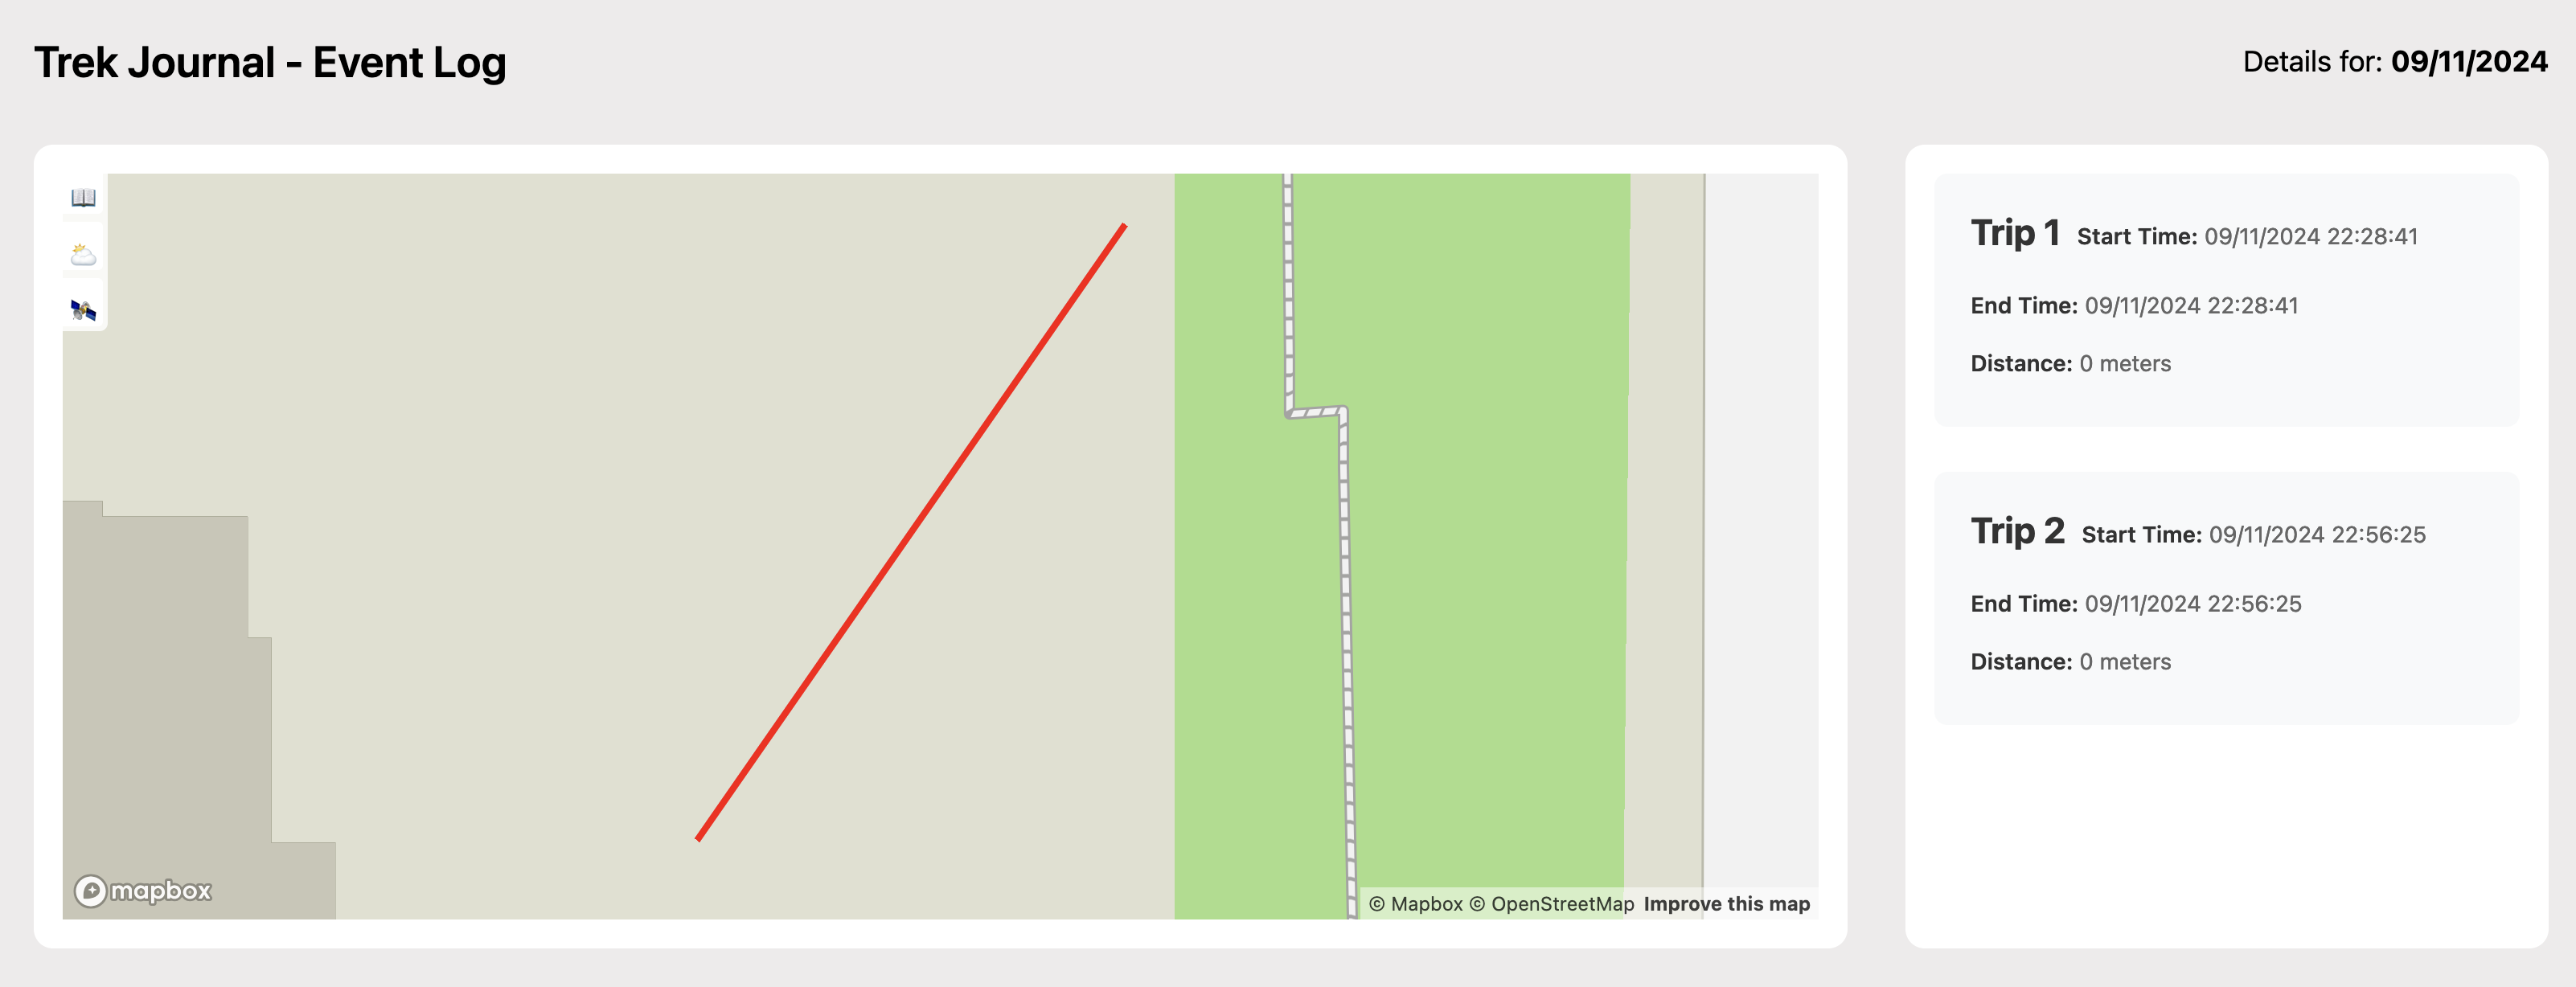 Trek Journal - Event Log
Details for: 09/11/2024
Trip 1 Start Time: 09/11/2024 22:28:41
End Time: 09/11/2024 22:28:41
Distance: 0 meters
Trip 2 Start Time: 09/11/2024 22:56:25
End Time: 09/11/2024 22:56:25
Distance: 0 meters
mapbox
© Mapbox © OpenStreetMap Improve this map